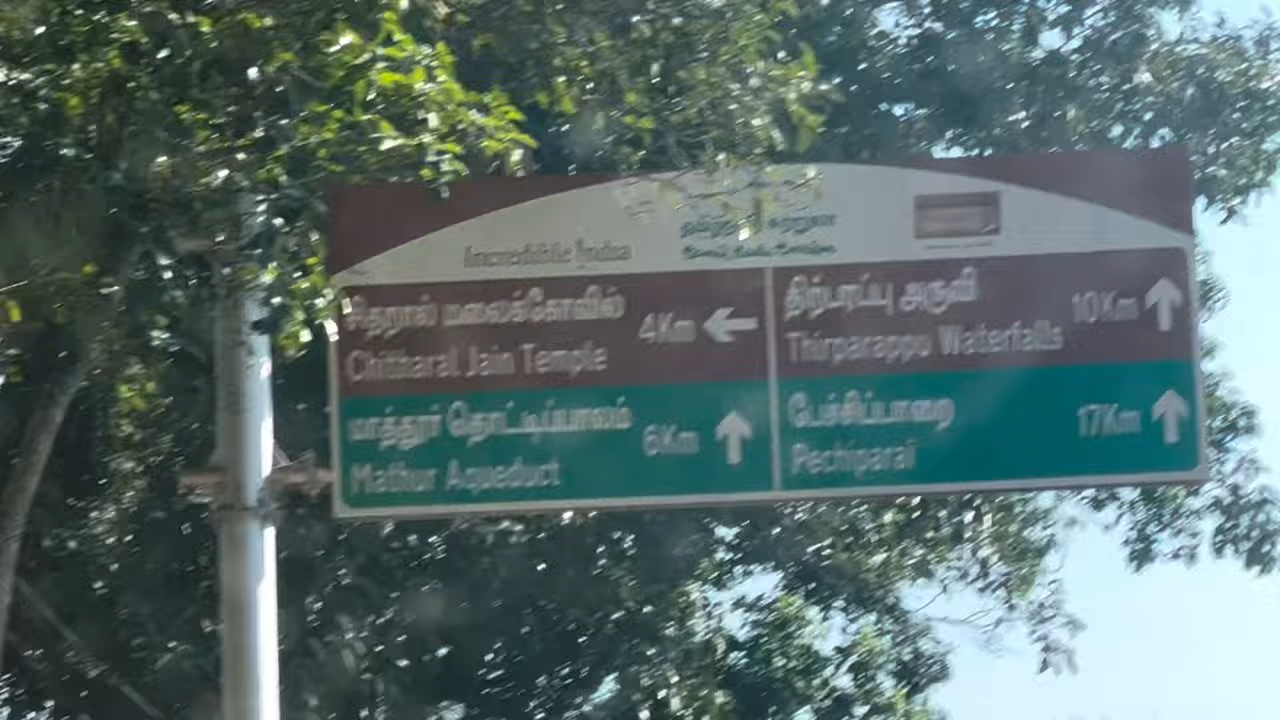 Incredible India
சிதறால் மலைக்கோவில்
Chitharal Jain Temple
4Km
மாத்தூர் தொட்டிப்பாலம்
Mathur Aqueduct
6Km
திற்பரப்பு அருவி
Thirparappu Waterfalls
10Km
பேச்சிப்பாறை
Pechiparai
17Km